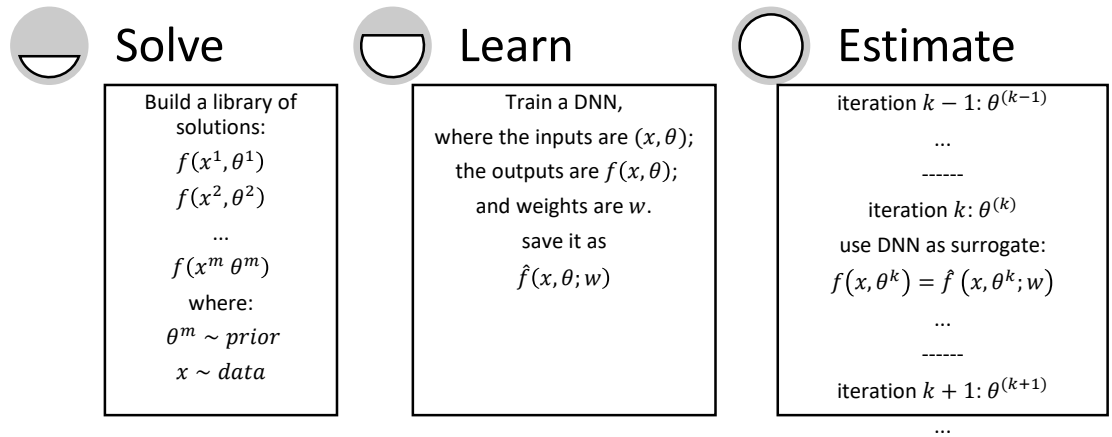 Solve
Build a library of
solutions:
𝑓(𝑥¹, 𝜃¹)
𝑓(𝑥², 𝜃²)
...
𝑓(𝑥ᵐ 𝜃ᵐ)
where:
𝜃ᵐ ~ 𝑝𝑟𝑖𝑜𝑟
𝑥 ~ 𝑑𝑎𝑡𝑎
Learn
Train a DNN,
where the inputs are (𝑥, 𝜃);
the outputs are 𝑓(𝑥, 𝜃);
and weights are 𝑤.
save it as
𝑓̂(𝑥, 𝜃; 𝑤)
Estimate
iteration 𝑘 − 1: 𝜃⁽ᵏ⁻¹⁾
...
------
iteration 𝑘: 𝜃⁽ᵏ⁾
use DNN as surrogate:
𝑓(𝑥, 𝜃ᵏ) = 𝑓̂ (𝑥, 𝜃ᵏ; 𝑤)
...
------
iteration 𝑘 + 1: 𝜃⁽ᵏ⁺¹⁾
...